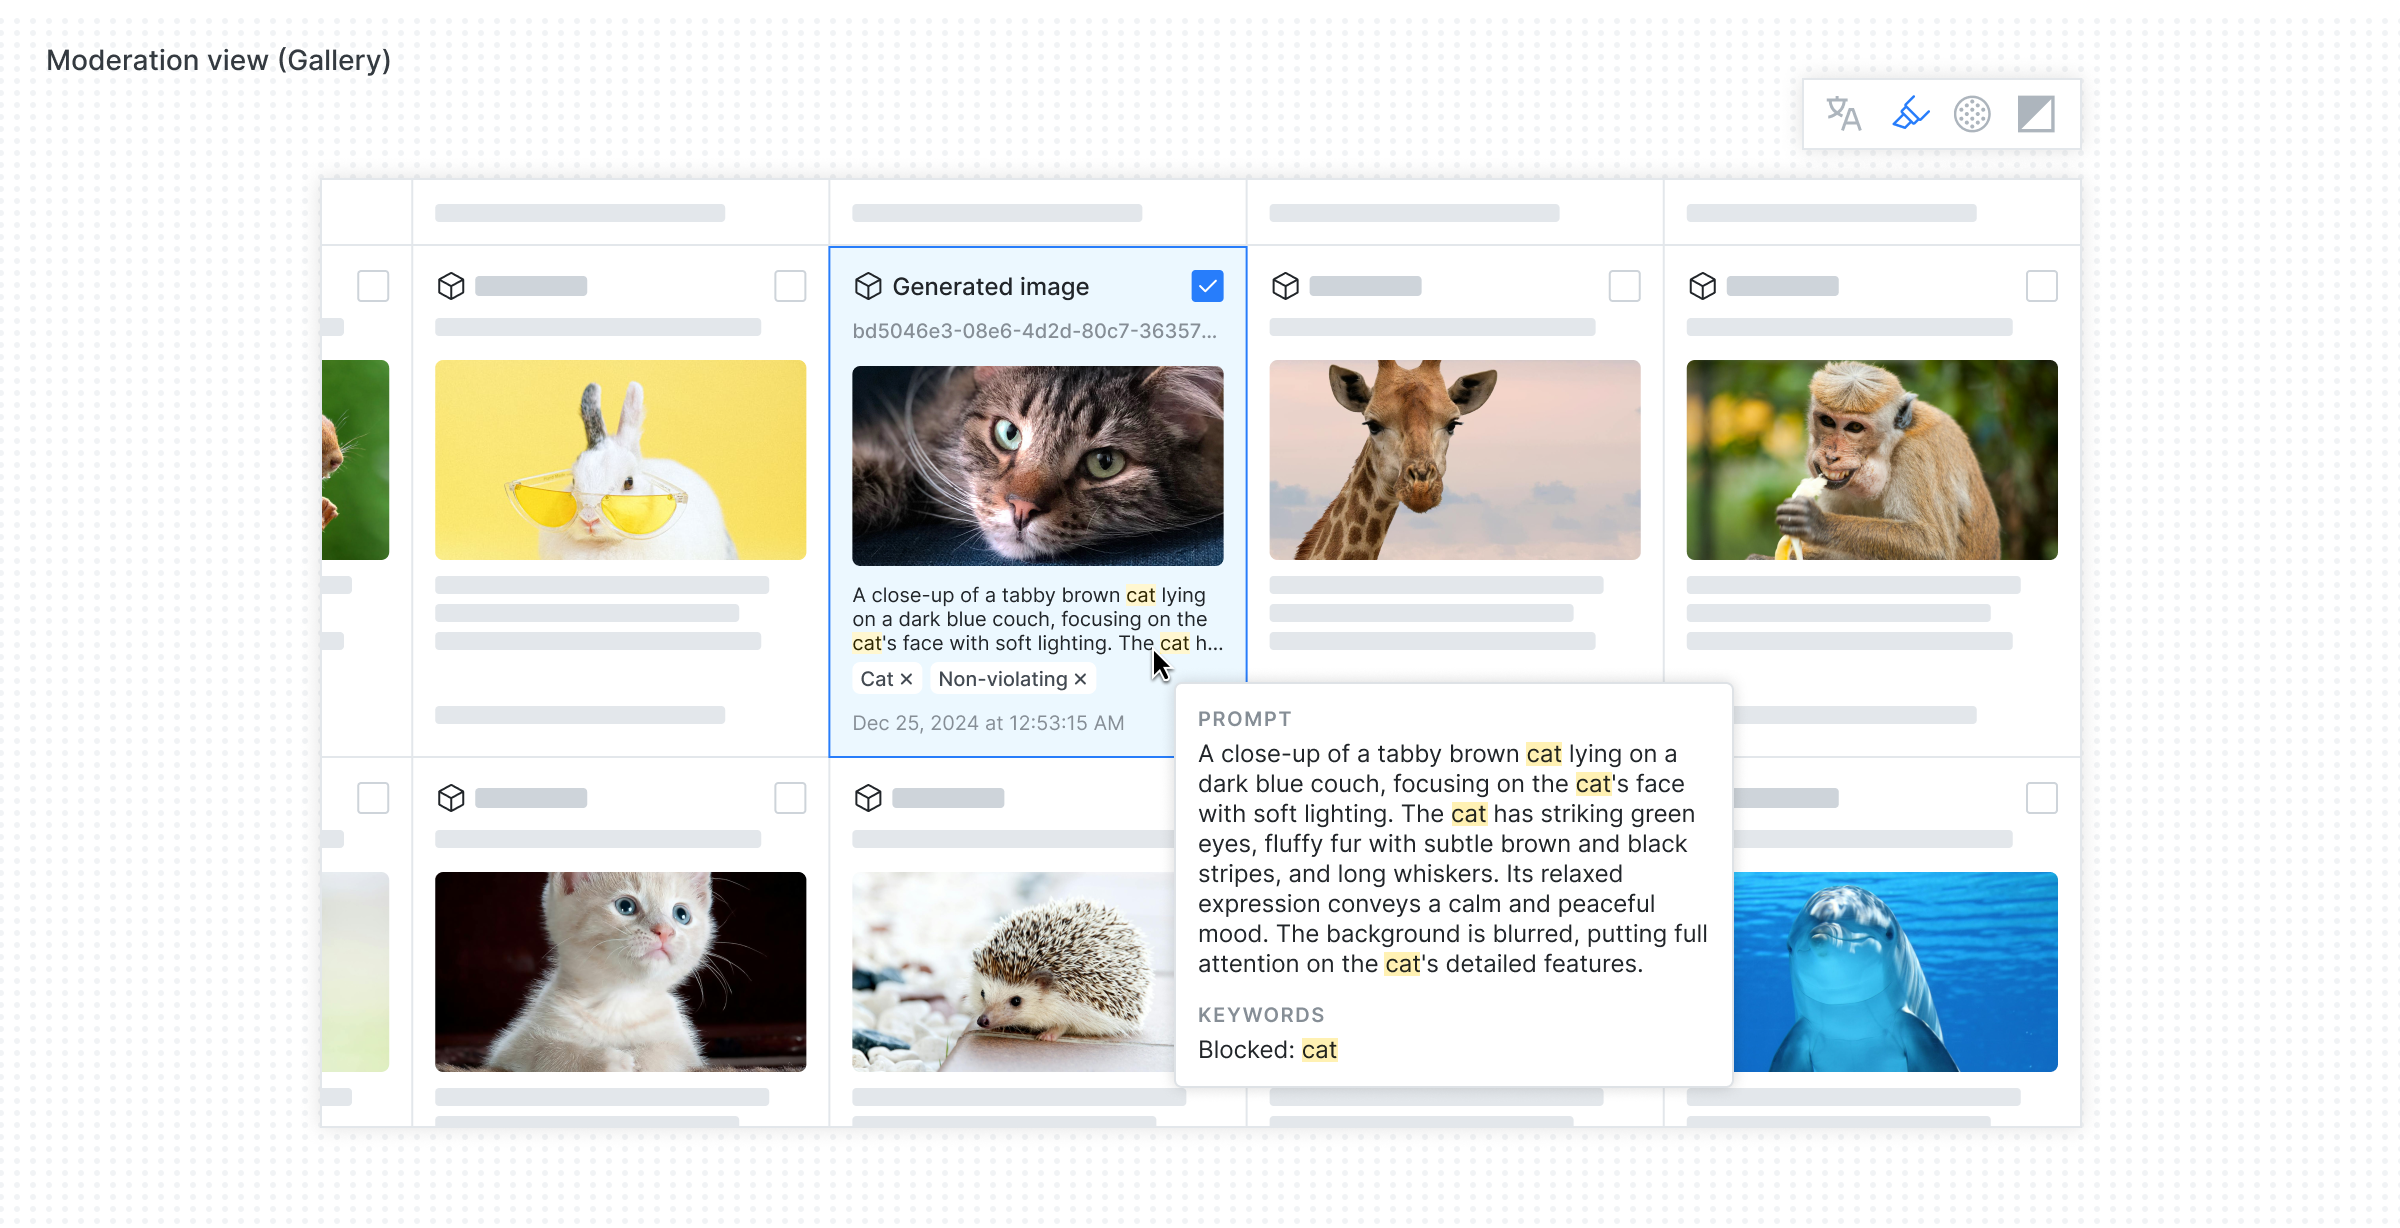 Moderation view (Gallery)
Generated image
bd5046e3-08e6-4d2d-80c7-36357...
A close-up of a tabby brown cat lying
on a dark blue couch, focusing on the
cat's face with soft lighting. The cat h...
Cat ×
Non-violating ×
Dec 25, 2024 at 12:53:15 AM
PROMPT
A close-up of a tabby brown cat lying on a
dark blue couch, focusing on the cat's face
with soft lighting. The cat has striking green
eyes, fluffy fur with subtle brown and black
stripes, and long whiskers. Its relaxed
expression conveys a calm and peaceful
mood. The background is blurred, putting full
attention on the cat's detailed features.
KEYWORDS
Blocked: cat